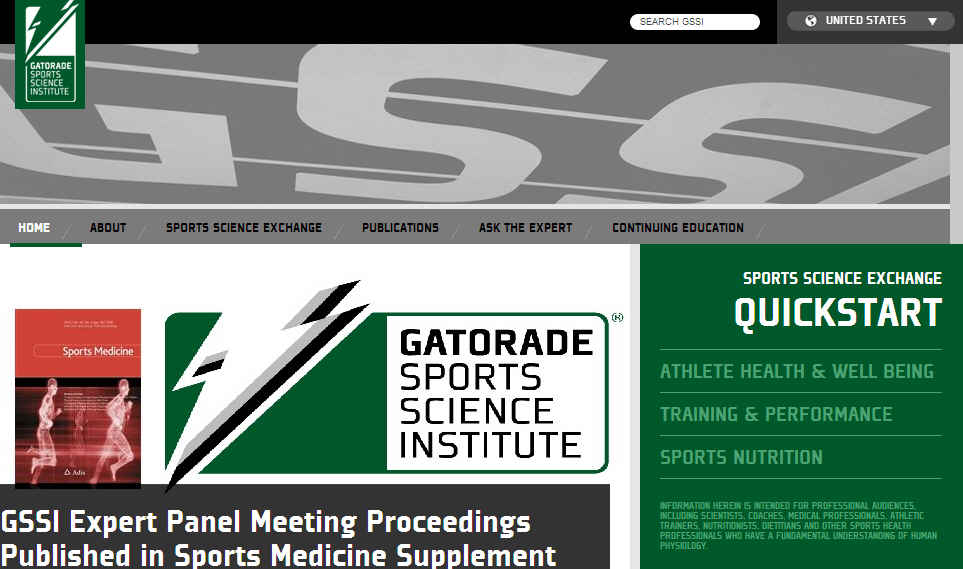 GATORADE
SPORTS
SCIENCE
INSTITUTE
SEARCH GSSI
UNITED STATES
GSSI
HOME
ABOUT
SPORTS SCIENCE EXCHANGE
PUBLICATIONS
ASK THE EXPERT
CONTINUING EDUCATION
Sports Medicine
Adis
GATORADE ®
SPORTS
SCIENCE
INSTITUTE
GSSI Expert Panel Meeting Proceedings
Published in Sports Medicine Supplement
SPORTS SCIENCE EXCHANGE
QUICKSTART
ATHLETE HEALTH & WELL BEING
TRAINING & PERFORMANCE
SPORTS NUTRITION
INFORMATION HEREIN IS INTENDED FOR PROFESSIONAL AUDIENCES,
INCLUDING SCIENTISTS, COACHES, MEDICAL PROFESSIONALS, ATHLETIC
TRAINERS, NUTRITIONISTS, DIETITIANS AND OTHER SPORTS HEALTH
PROFESSIONALS WHO HAVE A FUNDAMENTAL UNDERSTANDING OF HUMAN
PHYSIOLOGY.